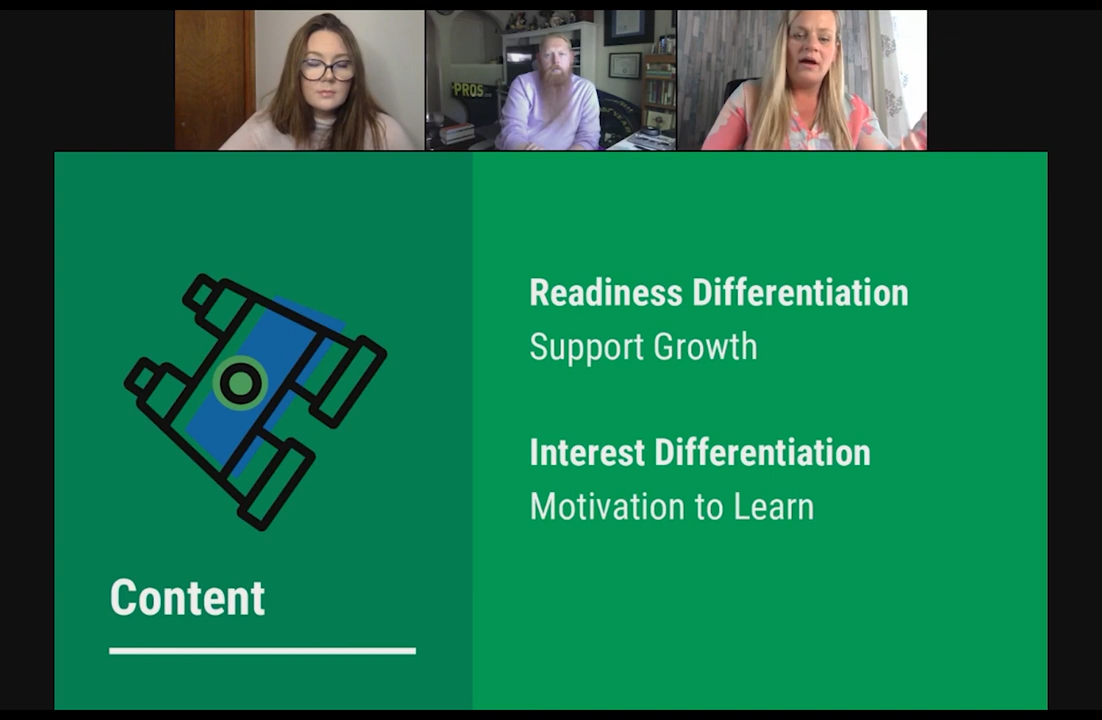 PROS
Readiness Differentiation
Support Growth
Interest Differentiation
Motivation to Learn
Content